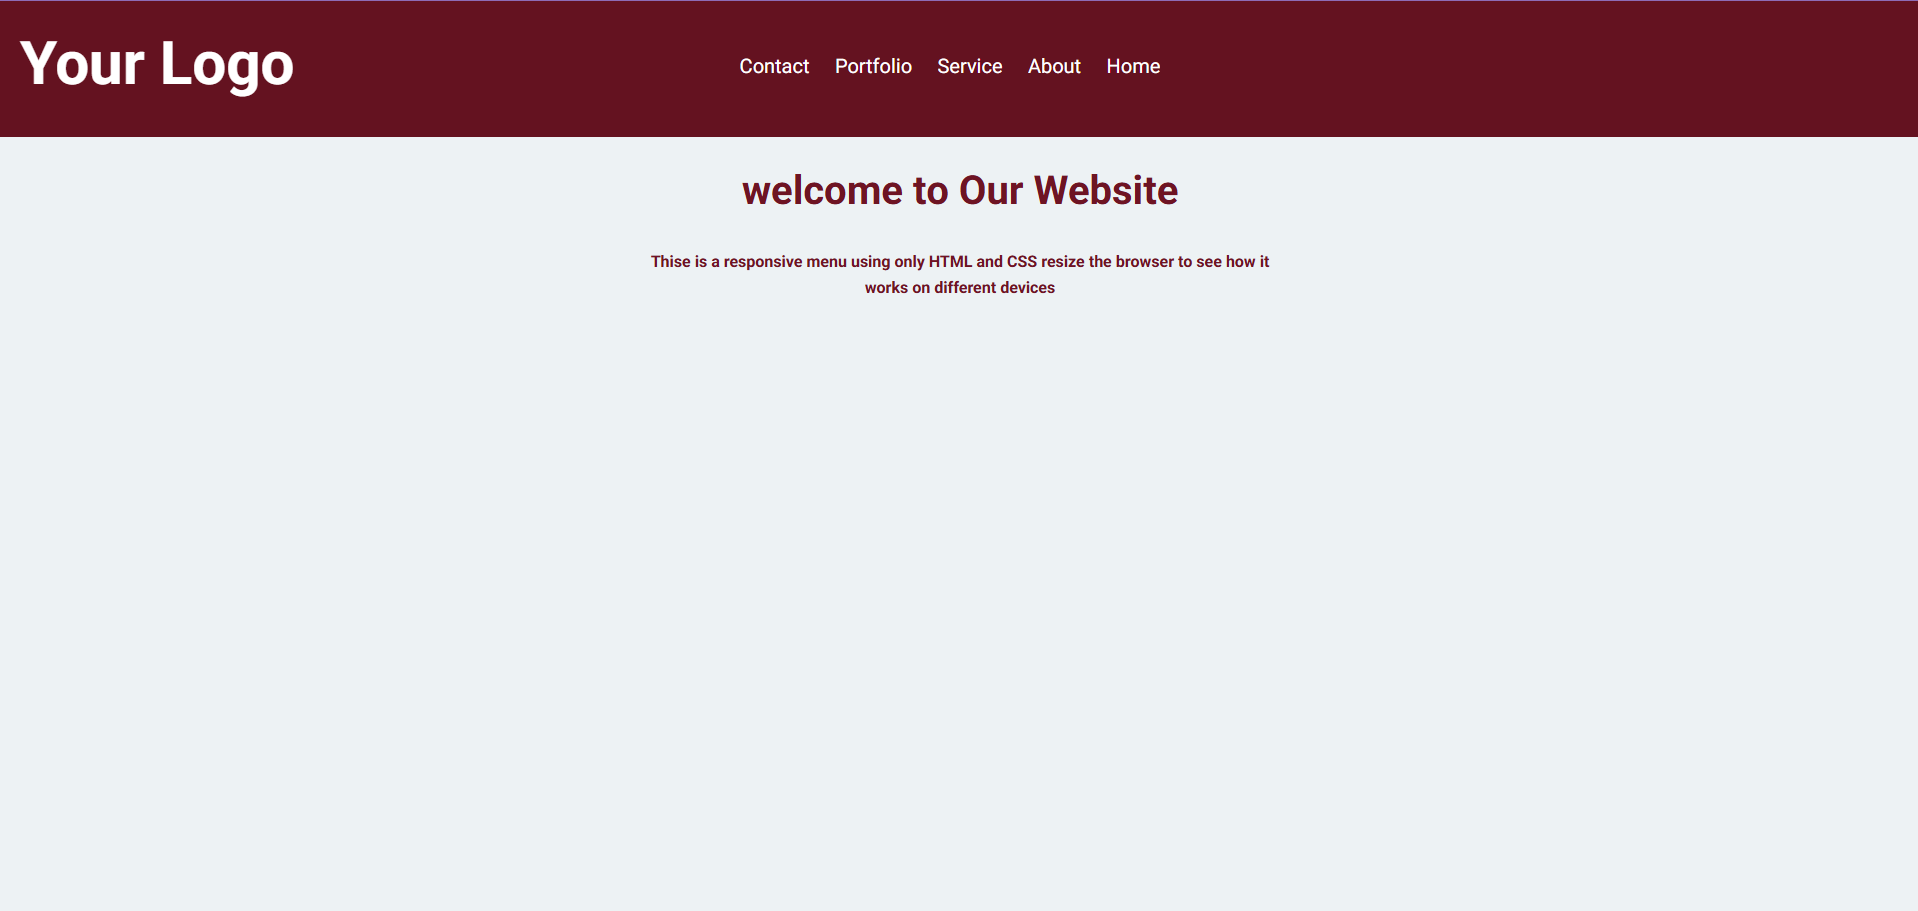 Your Logo
Contact Portfolio Service About Home
welcome to Our Website
Thise is a responsive menu using only HTML and CSS resize the browser to see how it
works on different devices